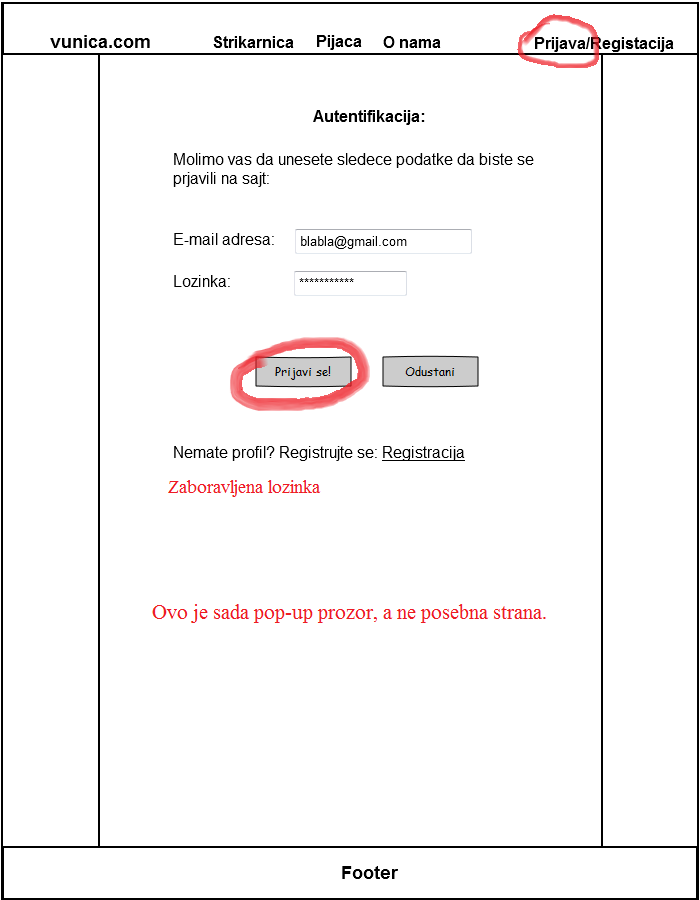 vunica.com Strikarnica Pijaca O nama Prijava/Registacija
Autentifikacija:
Molimo vas da unesete sledece podatke da biste se
prjavili na sajt:
E-mail adresa: blabla@gmail.com
Lozinka: ***********
Prijavi se! Odustani
Nemate profil? Registrujte se: Registracija
Zaboravljena lozinka
Ovo je sada pop-up prozor, a ne posebna strana.
Footer